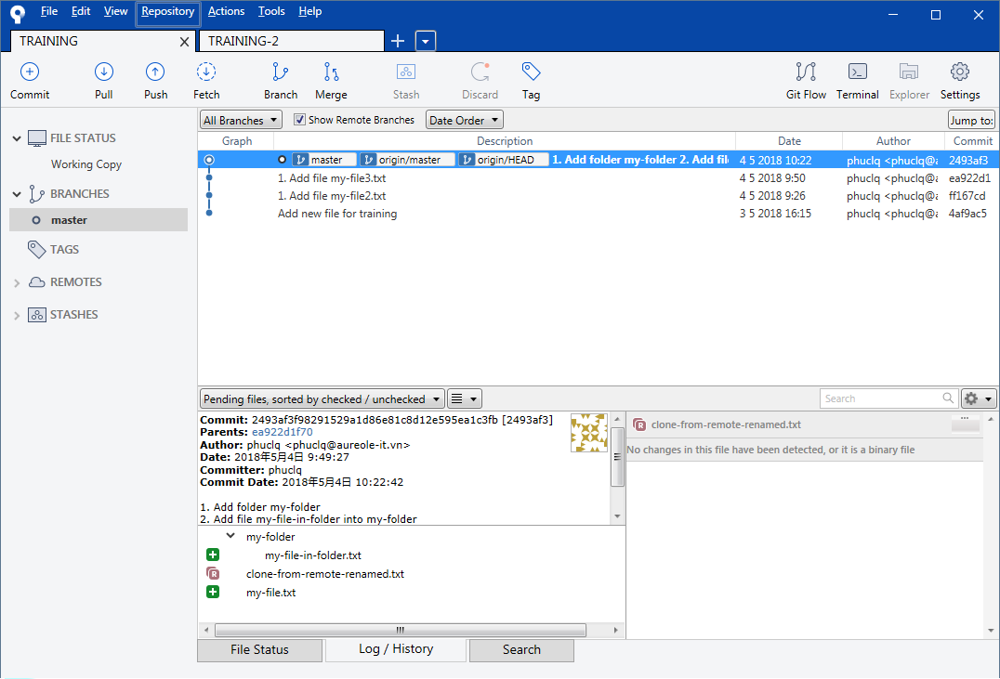 File Edit View Repository Actions Tools Help
TRAINING TRAINING-2
Commit Pull Push Fetch Branch Merge Stash Discard Tag Git Flow Terminal Explorer Settings
All Branches Show Remote Branches Date Order Jump to:
FILE STATUS
Working Copy
BRANCHES
master
TAGS
REMOTES
STASHES
Graph Description Date Author Commit
master origin/master origin/HEAD 1. Add folder my-folder 2. Add file 4 5 2018 10:22 phuclq <phuclq@a 2493af3
1. Add file my-file3.txt 4 5 2018 9:50 phuclq <phuclq@a ea922d1
1. Add file my-file2.txt 4 5 2018 9:26 phuclq <phuclq@a ff167cd
Add new file for training 3 5 2018 16:15 phuclq <phuclq@a 4af9ac5
Pending files, sorted by checked / unchecked Search
Commit: 2493af3f98291529a1d86e81c8d12e595ea1c3fb [2493af3]
Parents: ea922d1f70
Author: phuclq <phuclq@aureole-it.vn>
Date: 2018年5月4日 9:49:27
Committer: phuclq
Commit Date: 2018年5月4日 10:22:42
1. Add folder my-folder
2. Add file my-file-in-folder into my-folder
my-folder
my-file-in-folder.txt
R clone-from-remote-renamed.txt
my-file.txt
R clone-from-remote-renamed.txt ...
No changes in this file have been detected, or it is a binary file
File Status Log / History Search